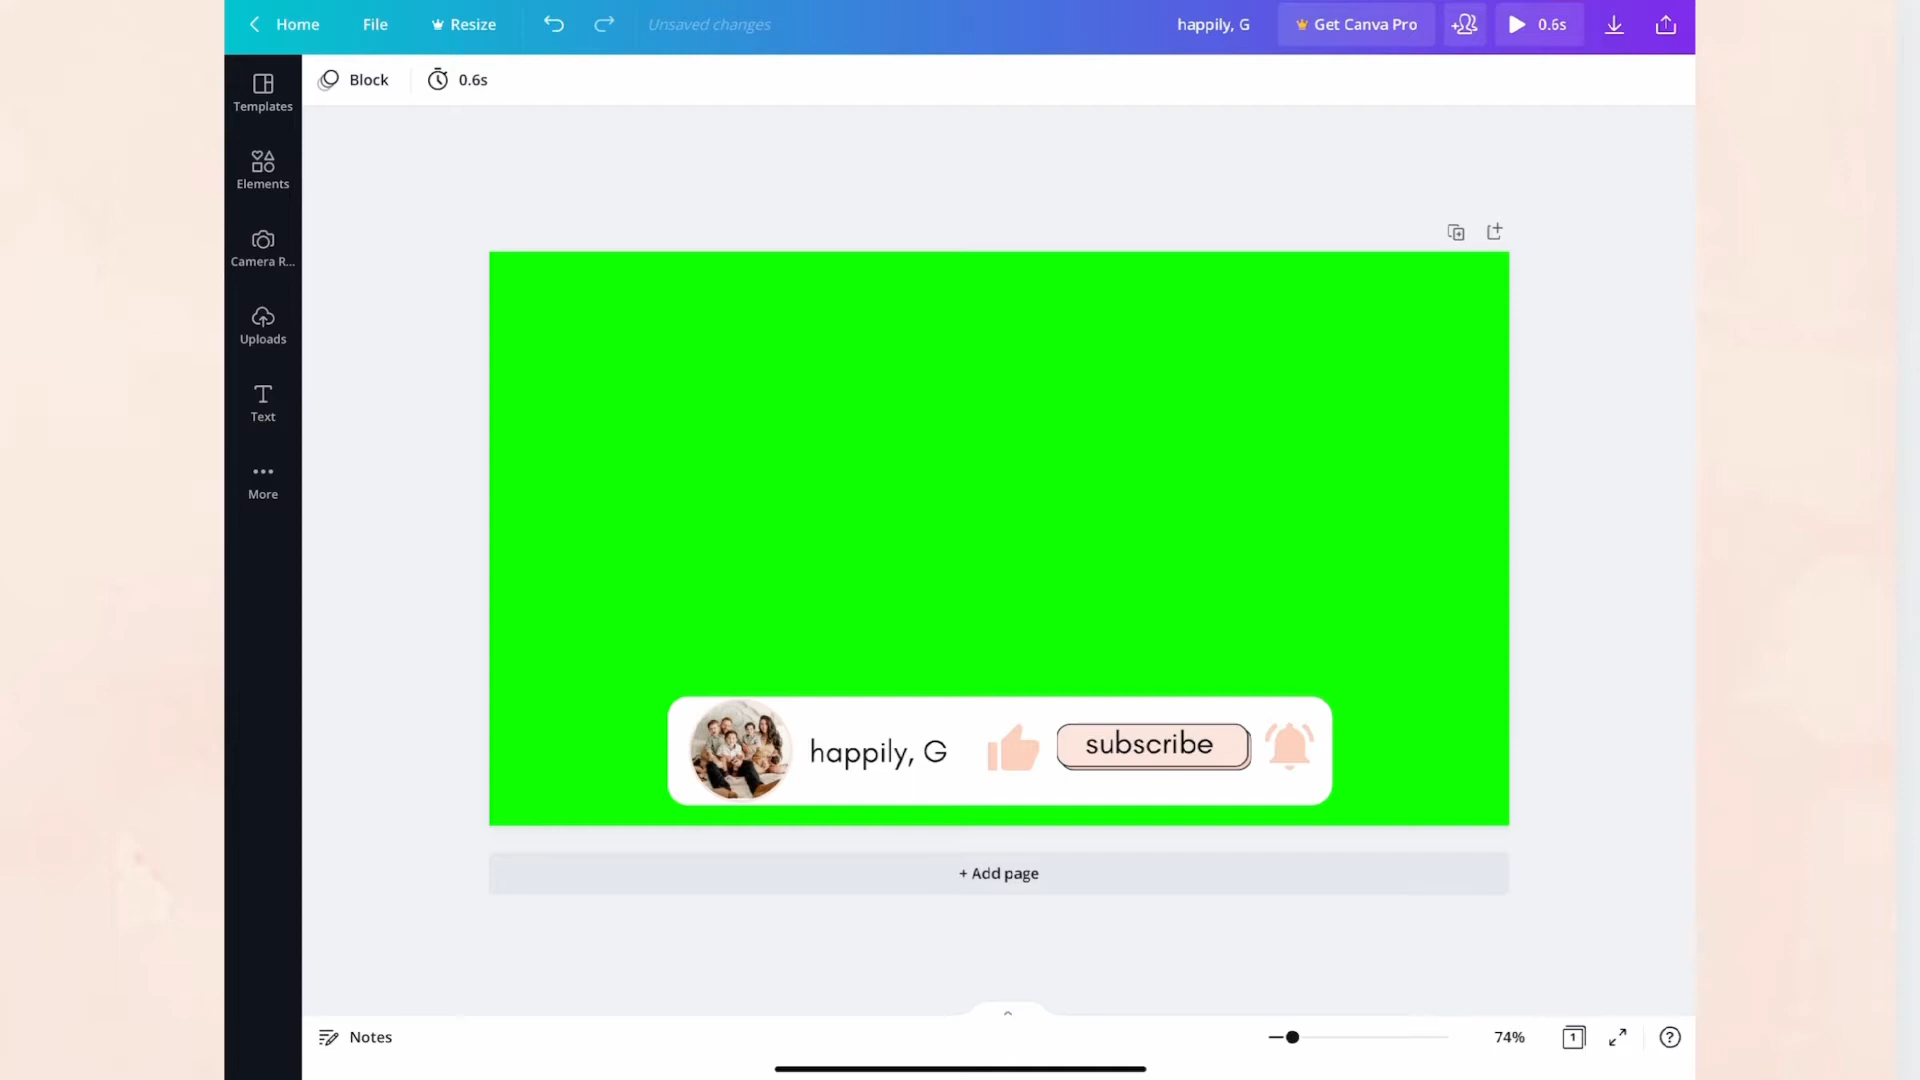 Home File Resize Unsaved changes happily, G Get Canva Pro 0.6s
Block 0.6s
Templates
Elements
Camera R...
Uploads
Text
More
happily, G subscribe
+ Add page
Notes 74% 1 ?